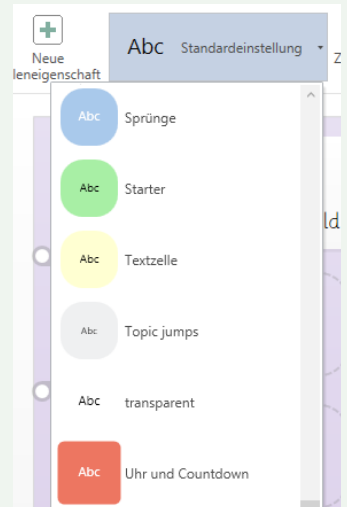 Neue
leneigenschaft
Abc Standardeinstellung
Z
Abc Sprünge
Abc Starter
ld
Abc Textzelle
Abc Topic jumps
Abc transparent
Abc Uhr und Countdown